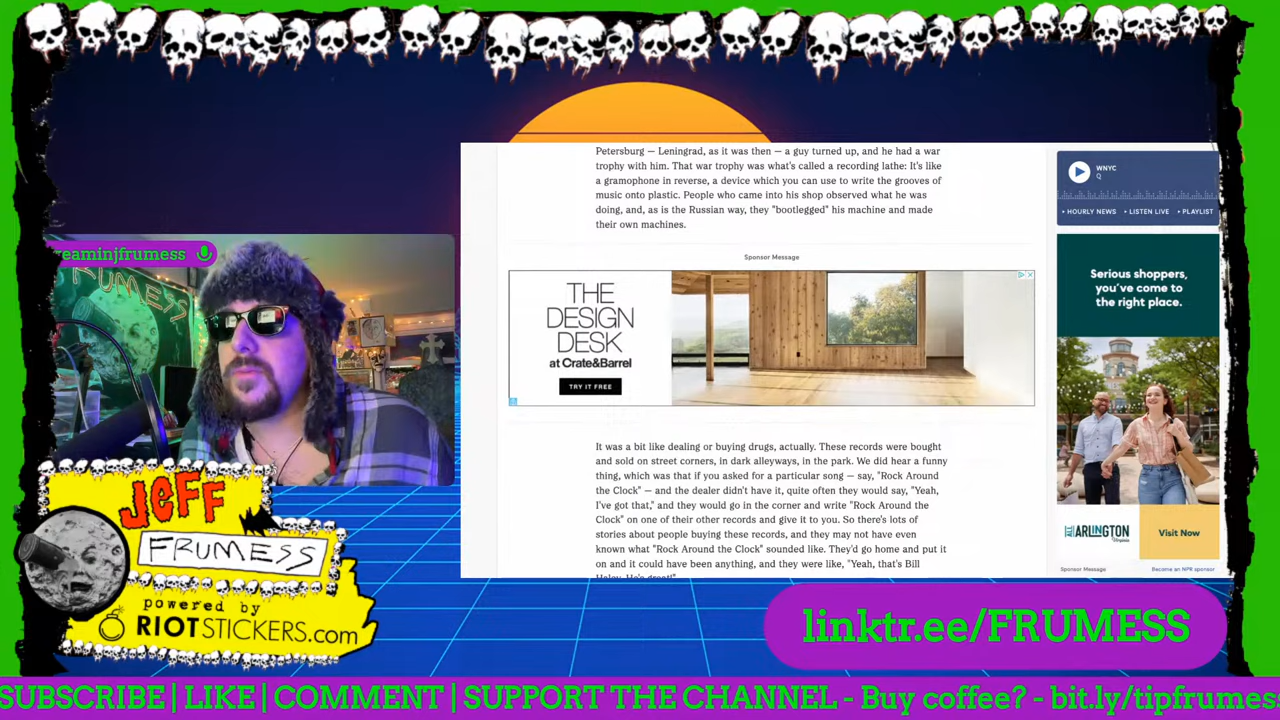 Petersburg — Leningrad, as it was then — a guy turned up, and he had a war
trophy with him. That war trophy was what's called a recording lathe: It's like
a gramophone in reverse, a device which you can use to write the grooves of
music onto plastic. People who came into his shop observed what he was
doing, and, as is the Russian way, they "bootlegged" his machine and made
their own machines.
Sponsor Message
THE
DESIGN
DESK
at Crate&Barrel
TRY IT FREE
It was a bit like dealing or buying drugs, actually. These records were bought
and sold on street corners, in dark alleyways, in the park. We did hear a funny
thing, which was that if you asked for a particular song — say, "Rock Around
the Clock" — and the dealer didn't have it, quite often they would say, "Yeah,
I've got that," and they would go in the corner and write "Rock Around the
Clock" on one of their other records and give it to you. So there's lots of
stories about people buying these records, and they may not have even
known what "Rock Around the Clock" sounded like. They'd go home and put it
on and it could have been anything, and they were like, "Yeah, that's Bill
Haley. He's great!"
WNYC
Q
• HOURLY NEWS • LISTEN LIVE • PLAYLIST
Serious shoppers,
you've come to
the right place.
ARLINGTON
Virginia
Visit Now
Sponsor Message
Become an NPR sponsor
eaminjfrumess
FRUMESS
JEFF
FRUMESS
powered by
RIOTSTICKERS.com
linktr.ee/FRUMESS
SUBSCRIBE | LIKE | COMMENT | SUPPORT THE CHANNEL - Buy coffee? - bit.ly/tipfrumess